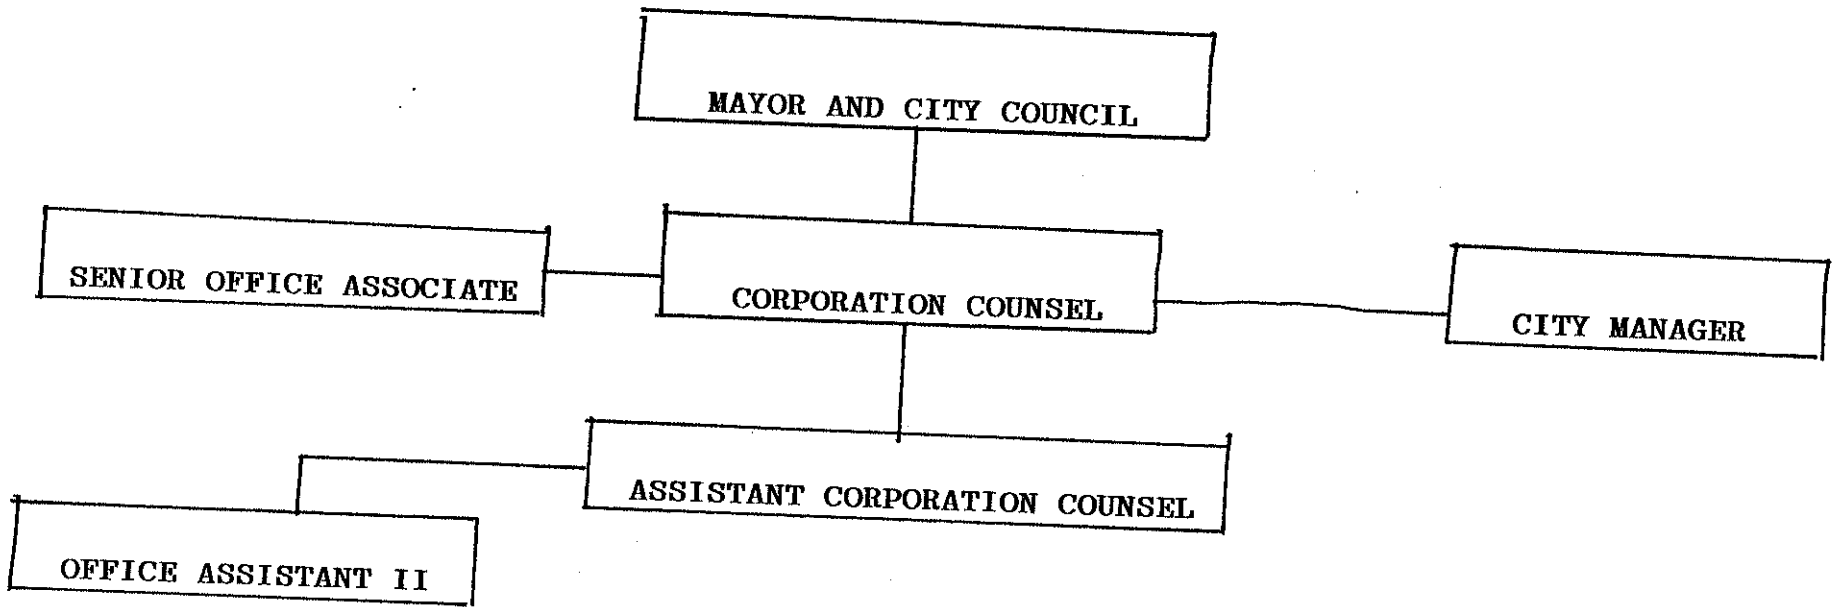 MAYOR AND CITY COUNCIL
SENIOR OFFICE ASSOCIATE
CORPORATION COUNSEL
CITY MANAGER
ASSISTANT CORPORATION COUNSEL
OFFICE ASSISTANT II